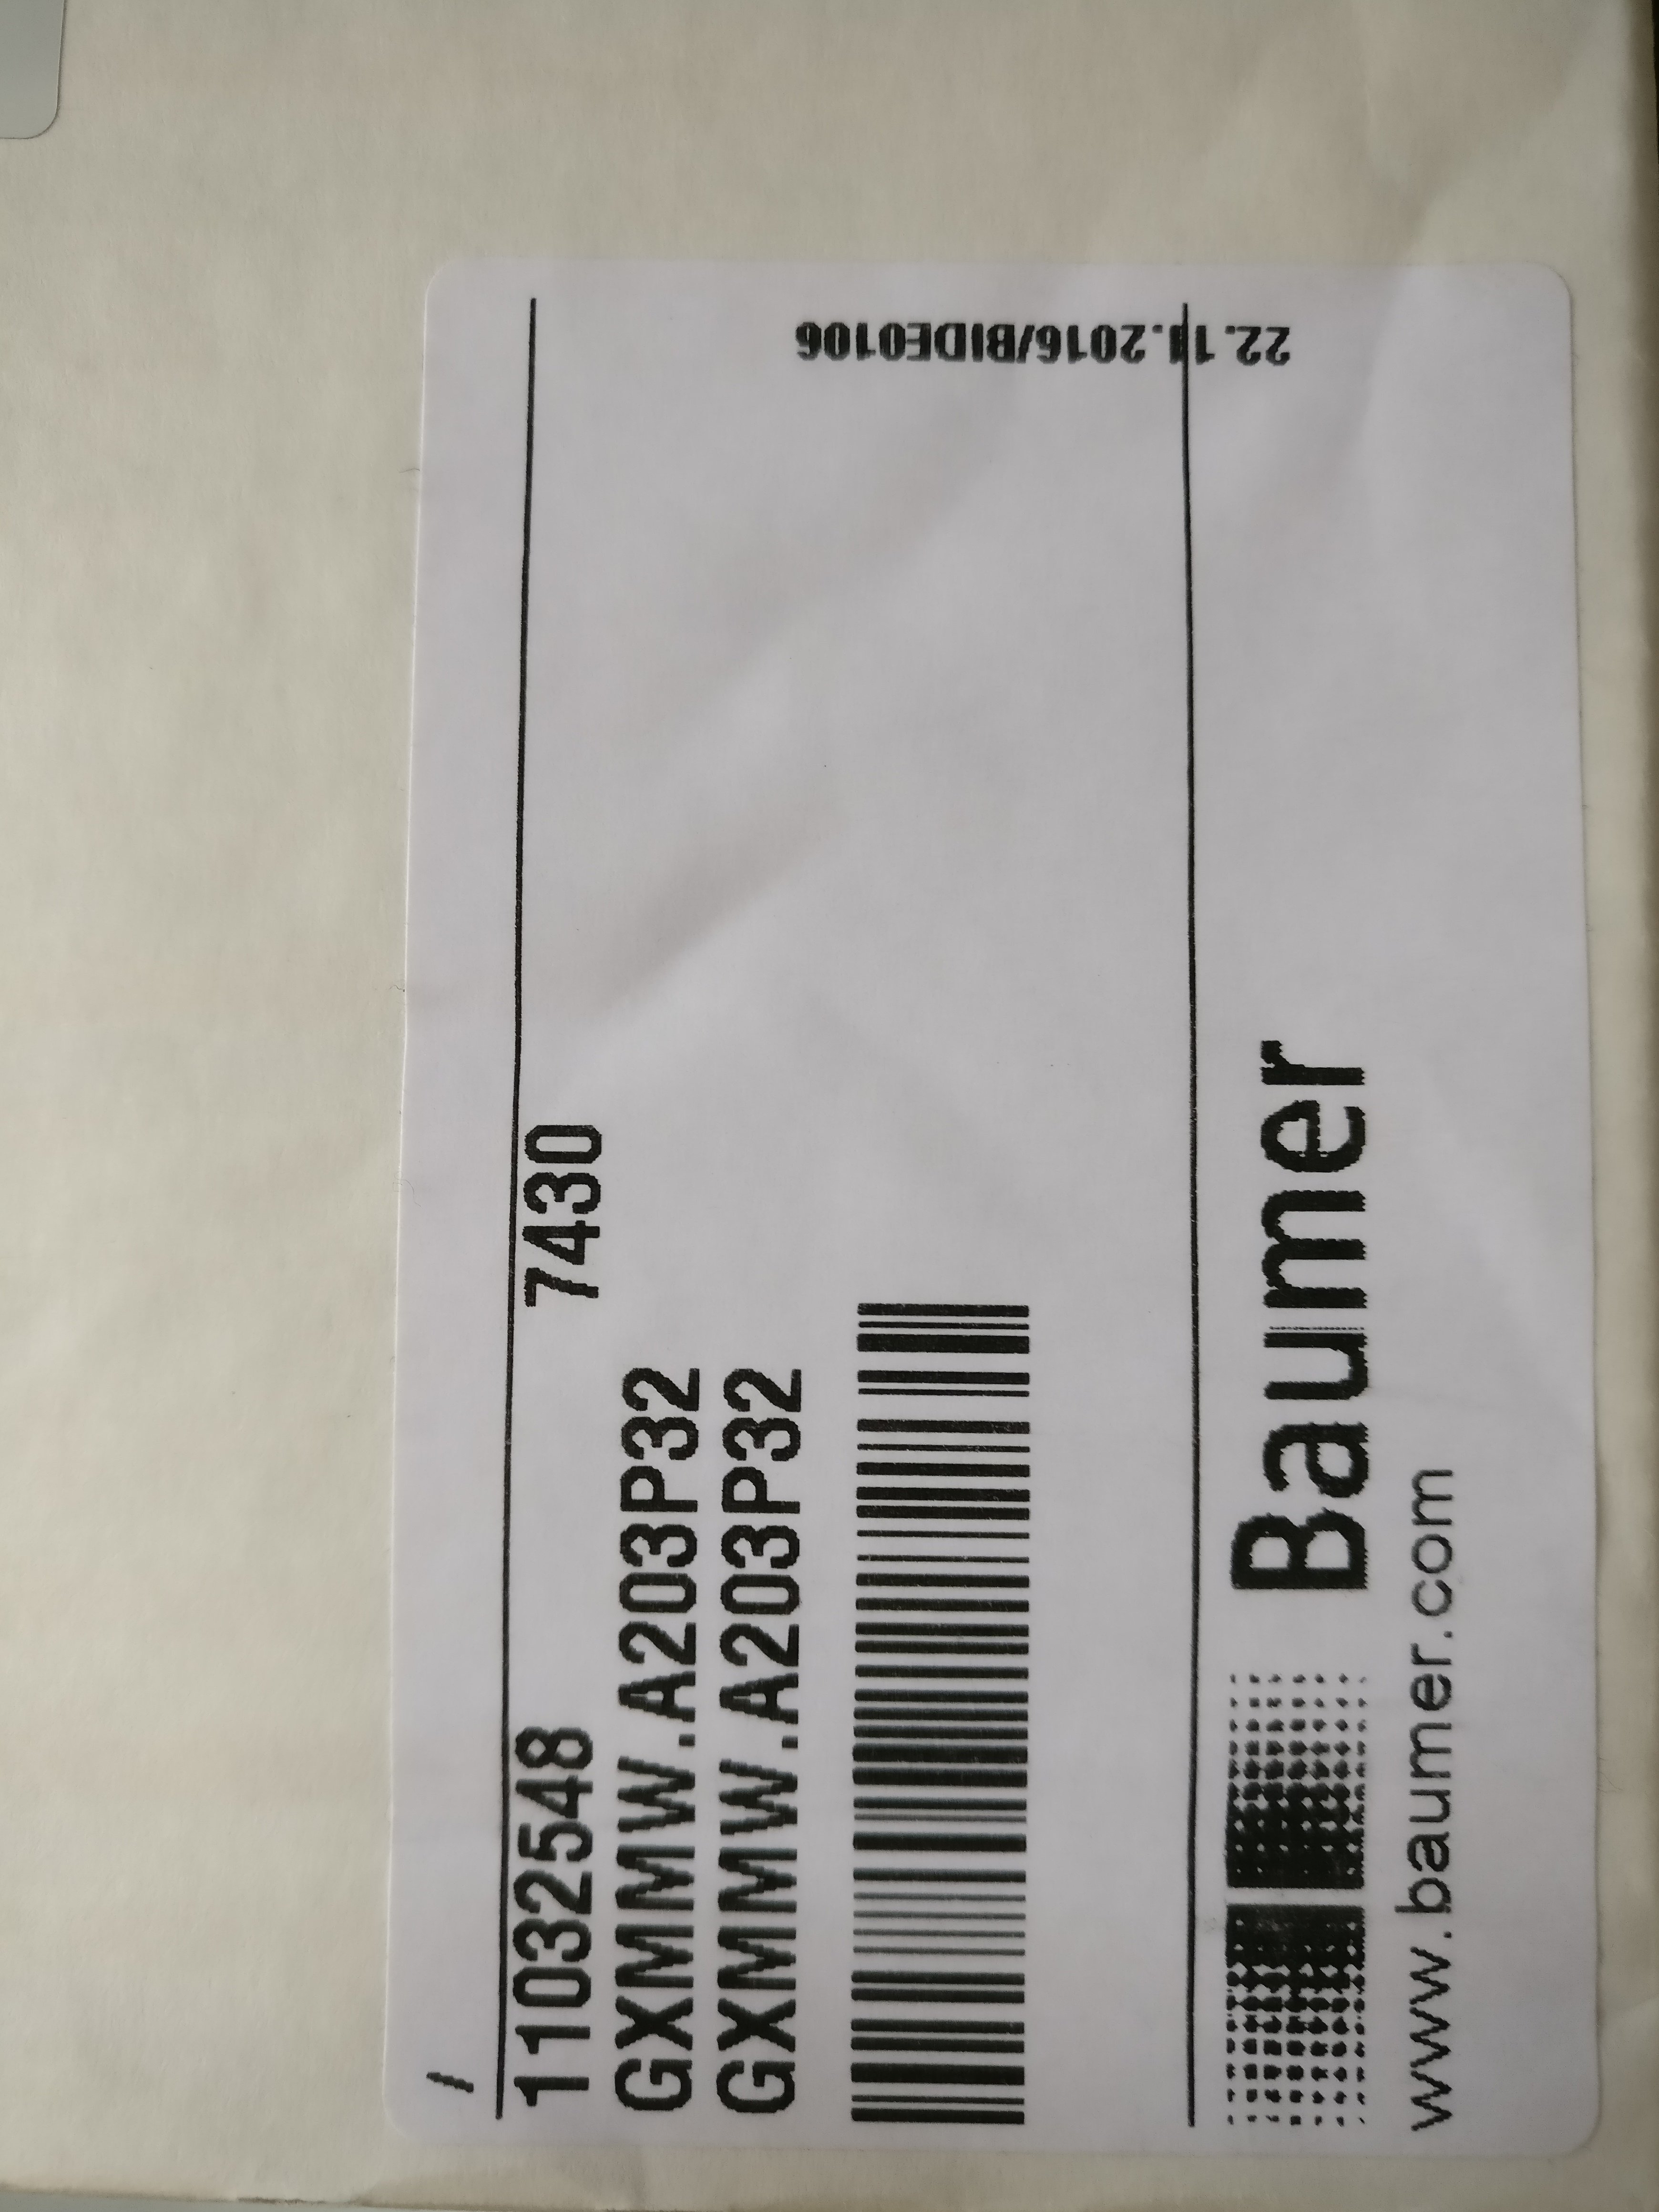 /
11032548 7430
GXMMW.A203P32
GXMMW.A203P32
22.11.2016/BIDE0106
Baumer
www.baumer.com